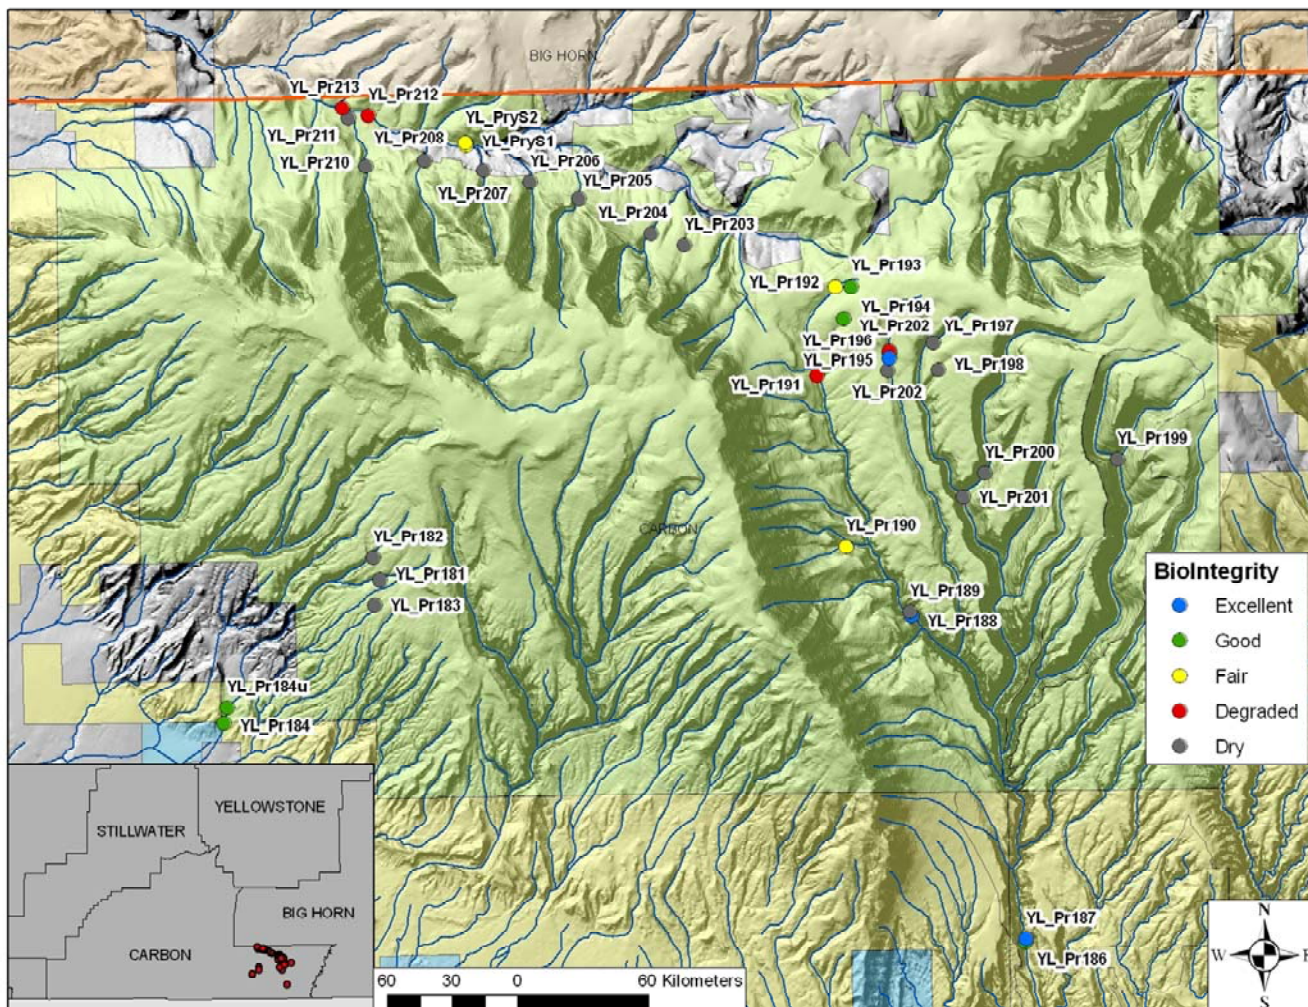 BIG HORN
YL_Pr213
YL_Pr212
YL_PryS2
YL_Pr211
YL_Pr208
YL_PryS1
YL_Pr210
YL_Pr206
YL_Pr205
YL_Pr207
YL_Pr204
YL_Pr203
YL_Pr193
YL_Pr192
YL_Pr194
YL_Pr202
YL_Pr197
YL_Pr196
YL_Pr195
YL_Pr198
YL_Pr191
YL_Pr202
YL_Pr199
YL_Pr200
YL_Pr201
CARBON
YL_Pr190
YL_Pr182
YL_Pr181
YL_Pr183
YL_Pr189
YL_Pr188
YL_Pr184u
YL_Pr184
YL_Pr187
YL_Pr186
BioIntegrity
Excellent
Good
Fair
Degraded
Dry
YELLOWSTONE
STILLWATER
BIG HORN
CARBON
60 30 0 60 Kilometers
N
W E
S